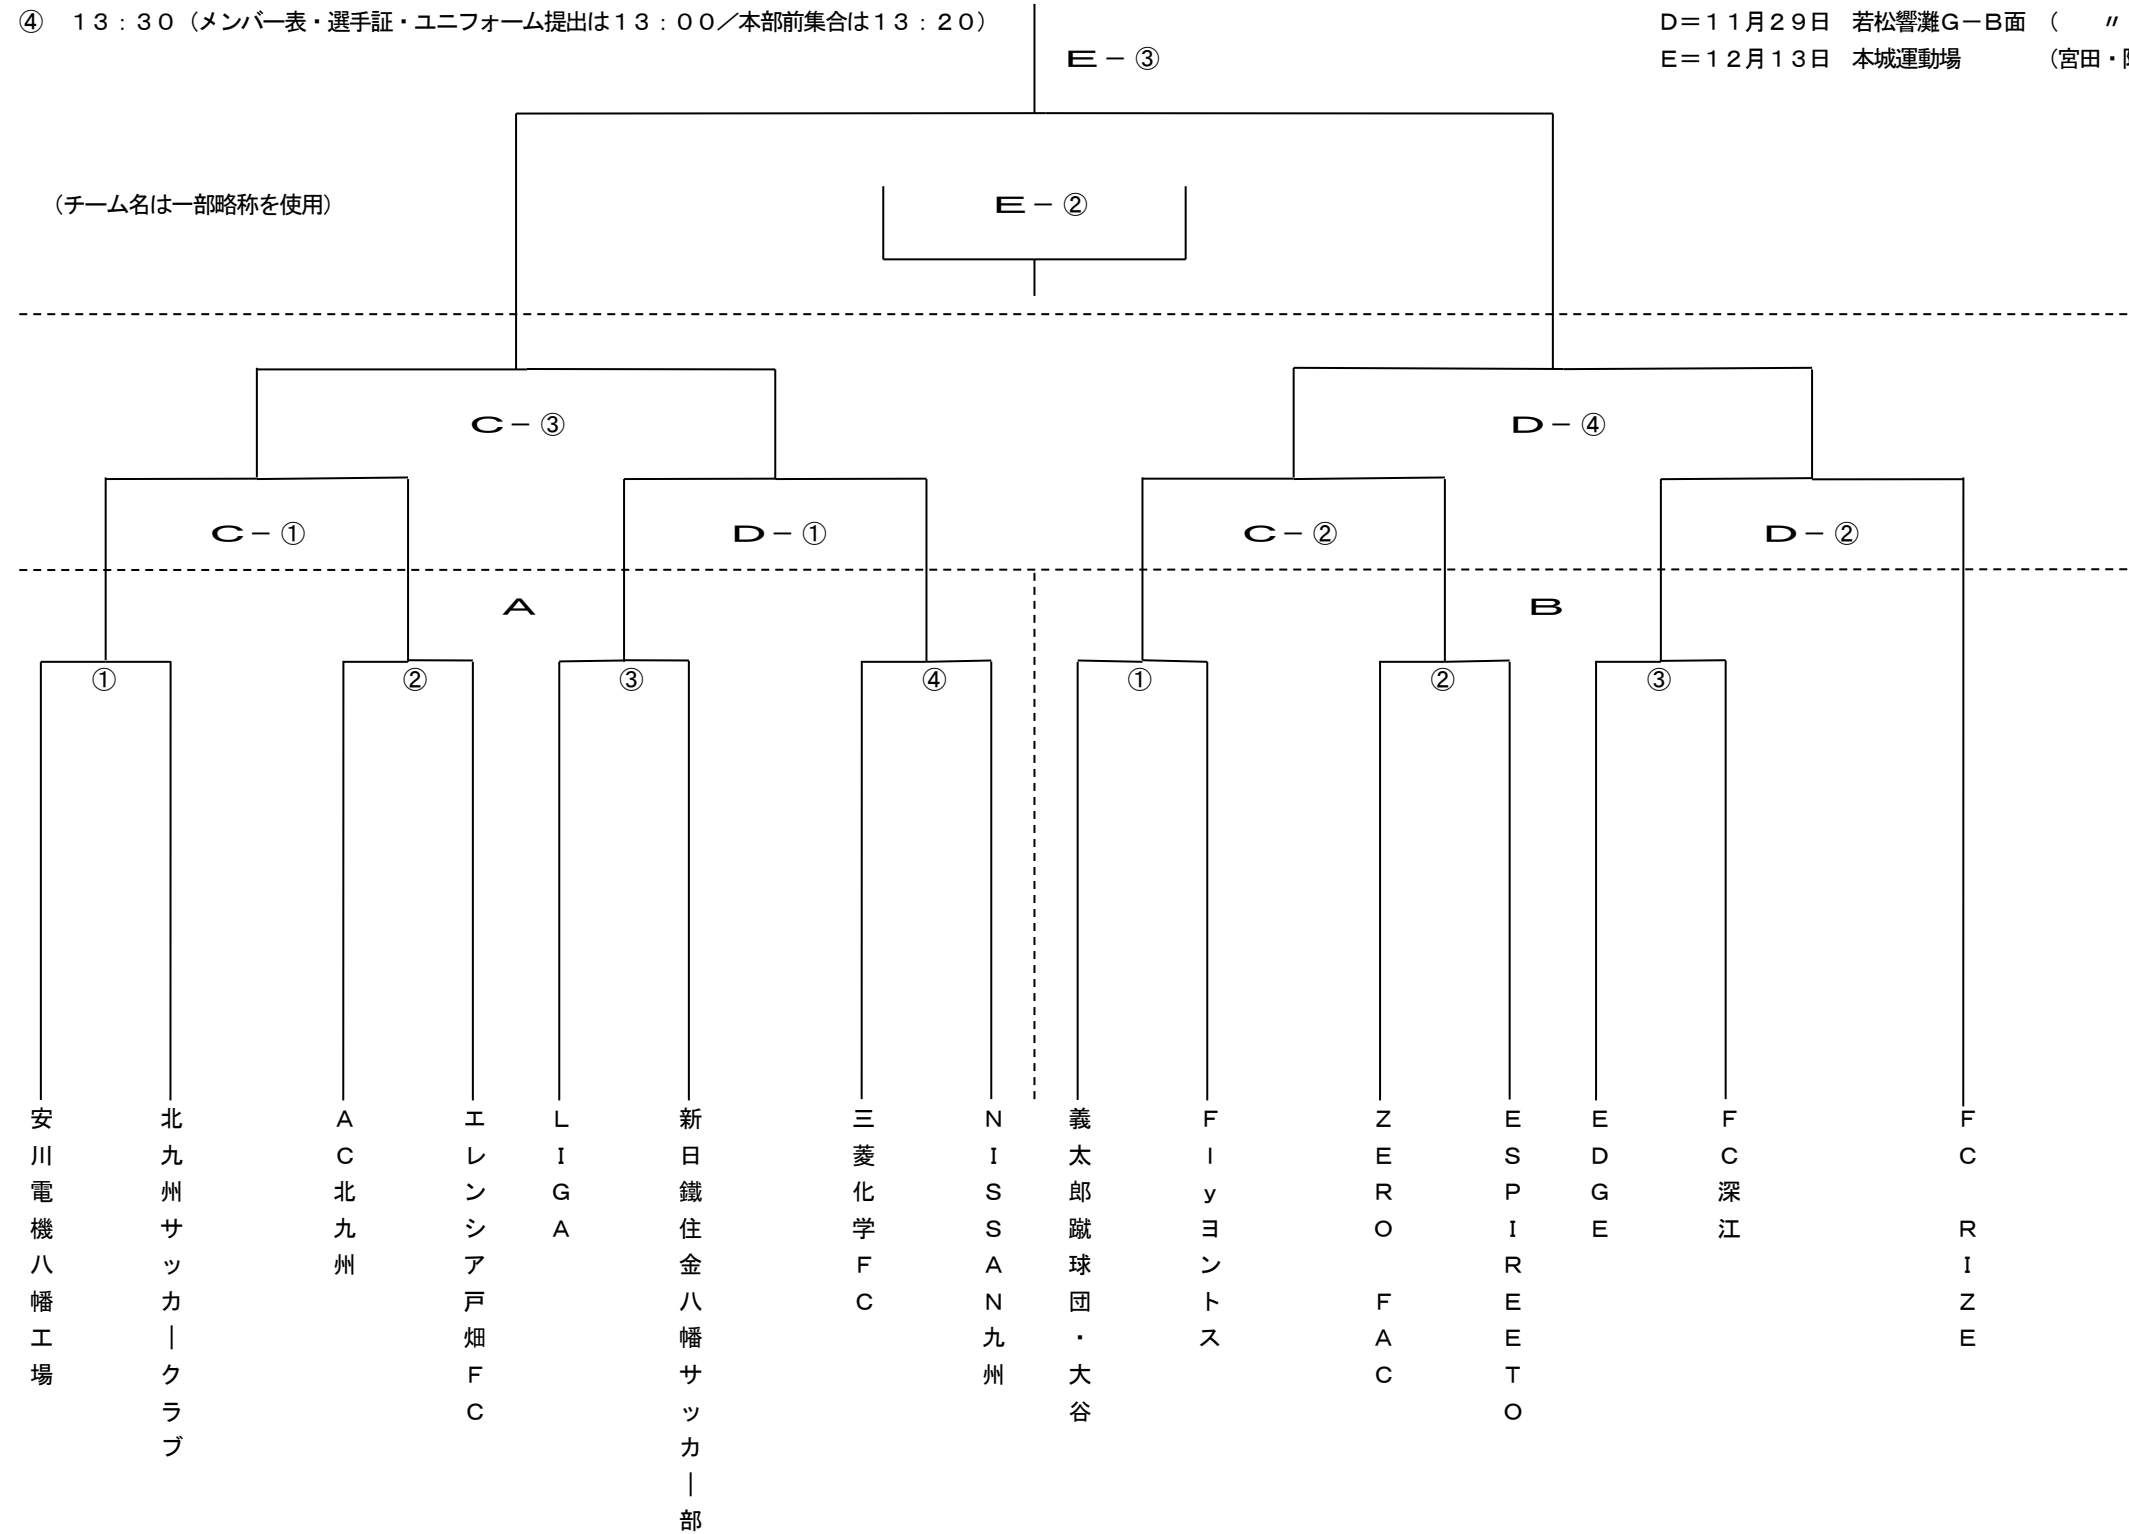 ④　１３：３０（メンバー表・選手証・ユニフォーム提出は１３：００／本部前集合は１３：２０）
Ｄ＝１１月２９日　若松響灘Ｇ－Ｂ面　（　　〃
Ｅ＝１２月１３日　本城運動場　　　　（宮田・
Ｅ－③
（チーム名は一部略称を使用）
Ｅ－②
Ｃ－③
Ｄ－④
Ｃ－①
Ｄ－①
Ｃ－②
Ｄ－②
Ａ
Ｂ
①
②
③
④
①
②
③
安川電機八幡工場
北九州サッカークラブ
ＡＣ北九州
エレンシア戸畑ＦＣ
ＬＩＧＡ
新日鐵住金八幡サッカー部
三菱化学ＦＣ
ＮＩＳＳＡＮ九州
義太郎蹴球団・大谷
Ｆｌｙヨントス
ＺＥＲＯ　ＦＡＣ
ＥＳＰＩＲＥＥＴＯ
ＥＤＧＥ
ＦＣ深江
ＦＣ　ＲＩＺＥ